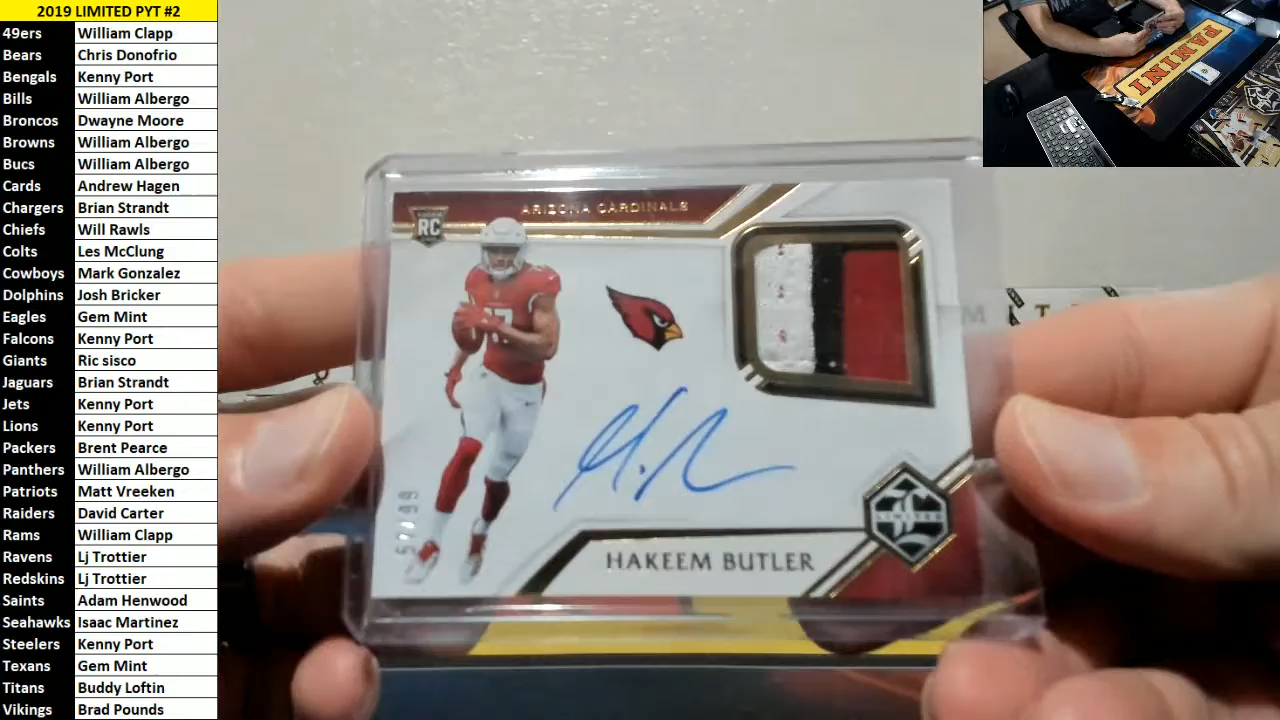 2019 LIMITED PYT #2
49ers William Clapp
Bears Chris Donofrio
Bengals Kenny Port
Bills William Albergo
Broncos Dwayne Moore
Browns William Albergo
Bucs William Albergo
Cards Andrew Hagen
Chargers Brian Strandt
Chiefs Will Rawls
Colts Les McClung
Cowboys Mark Gonzalez
Dolphins Josh Bricker
Eagles Gem Mint
Falcons Kenny Port
Giants Ric sisco
Jaguars Brian Strandt
Jets Kenny Port
Lions Kenny Port
Packers Brent Pearce
Panthers William Albergo
Patriots Matt Vreeken
Raiders David Carter
Rams William Clapp
Ravens Lj Trottier
Redskins Lj Trottier
Saints Adam Henwood
Seahawks Isaac Martinez
Steelers Kenny Port
Texans Gem Mint
Titans Buddy Loftin
Vikings Brad Pounds
PANINI
ARIZONA CARDINALS
RC
17
HAKEEM BUTLER
LIMITED